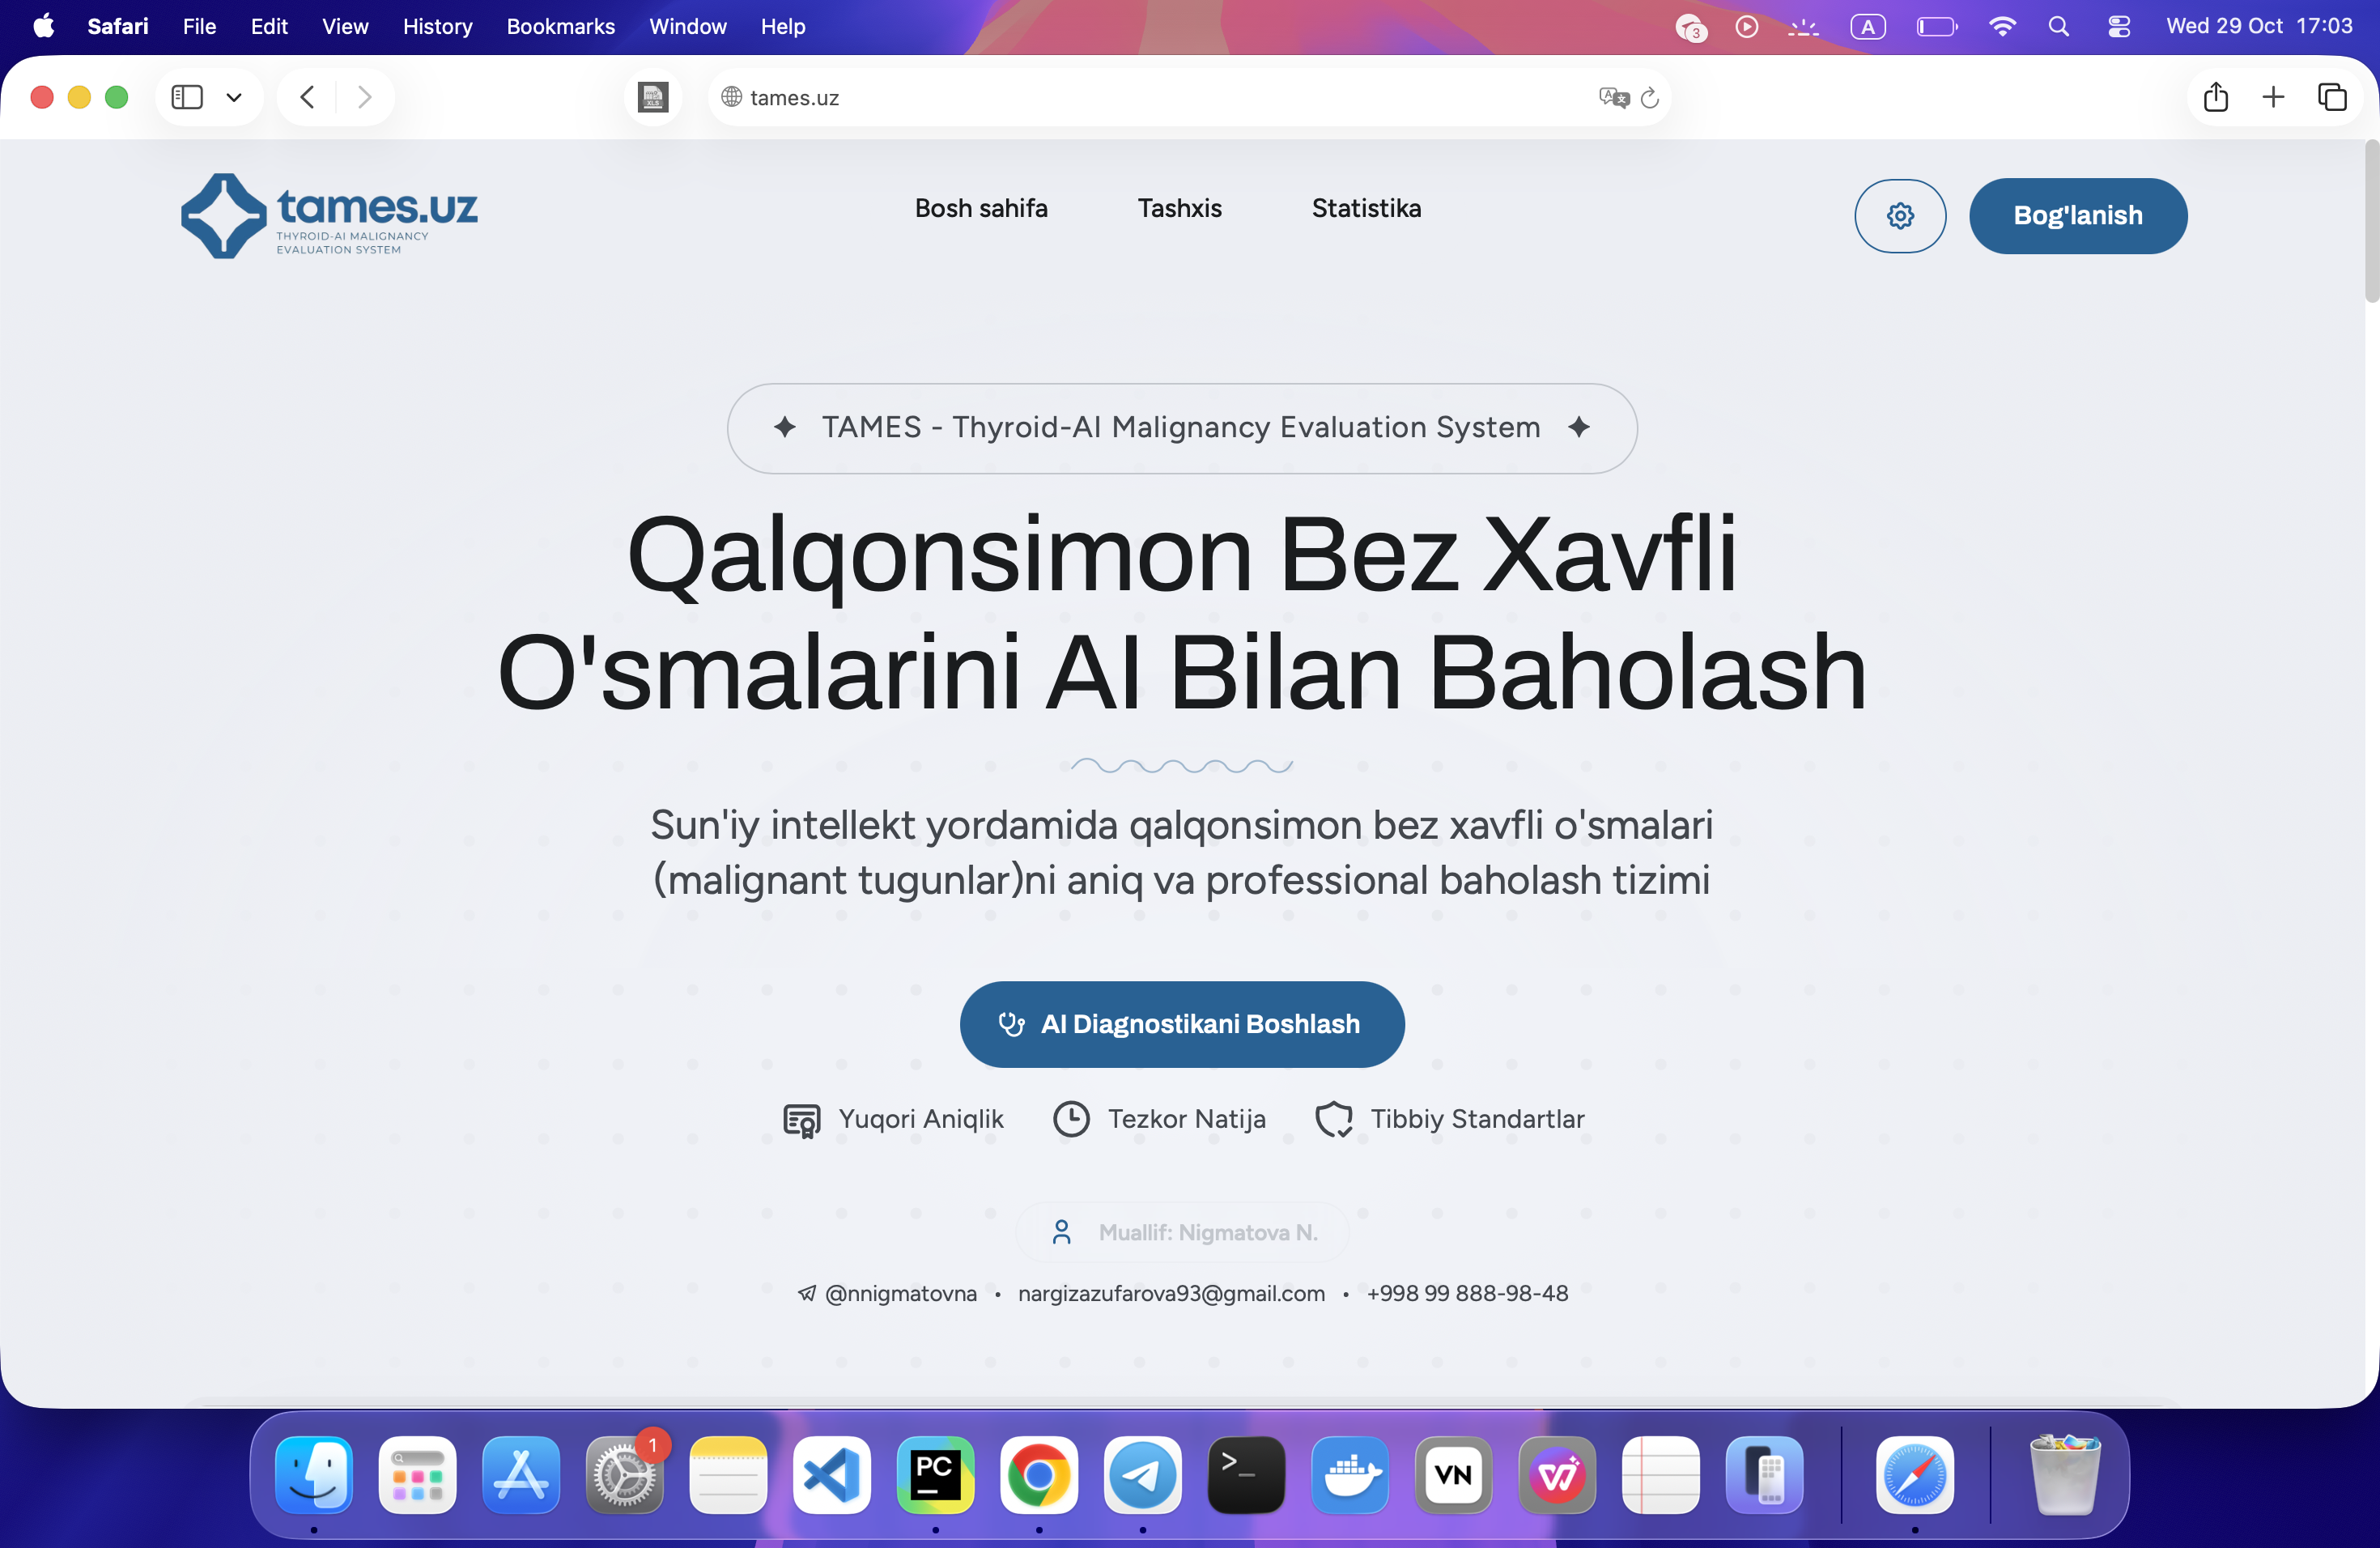 Safari File Edit View History Bookmarks Window Help
3 A Wed 29 Oct 17:03
XLS tames.uz
tames.uz
THYROID-AI MALIGNANCY
EVALUATION SYSTEM
Bosh sahifa Tashxis Statistika
Bog'lanish
TAMES - Thyroid-AI Malignancy Evaluation System
Qalqonsimon Bez Xavfli
O'smalarini AI Bilan Baholash
Sun'iy intellekt yordamida qalqonsimon bez xavfli o'smalari
(malignant tugunlar)ni aniq va professional baholash tizimi
AI Diagnostikani Boshlash
Yuqori Aniqlik Tezkor Natija Tibbiy Standartlar
Muallif: Nigmatova N.
@nnigmatovna • nargizazufarova93@gmail.com • +998 99 888-98-48
1 PC >_ VN